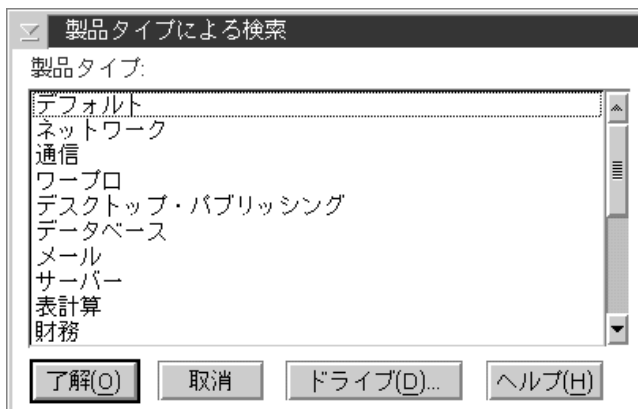 製品タイプによる検索
製品タイプ:
デフォルト
ネットワーク
通信
ワープロ
デスクトップ・パブリッシング
データベース
メール
サーバー
表計算
財務
了解(O) 取消 ドライブ(D)... ヘルプ(H)